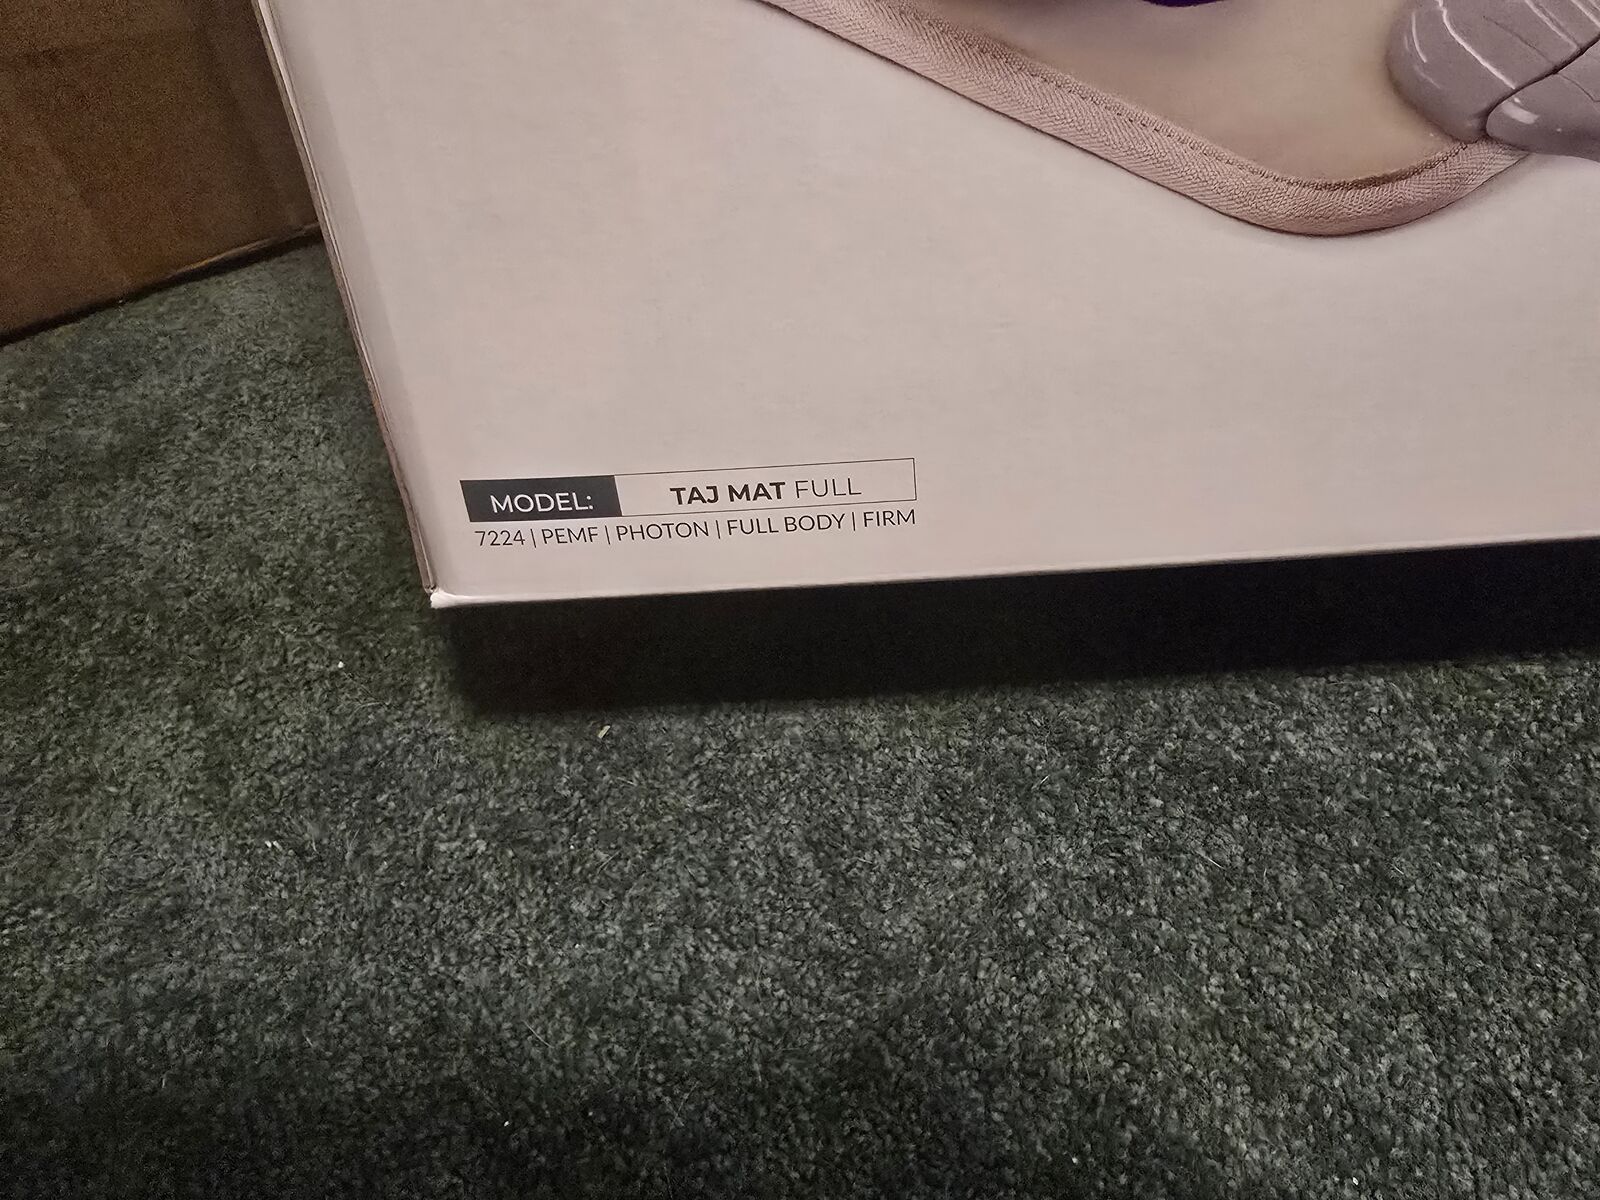 MODEL: TAJ MAT FULL
7224 | PEMF | PHOTON | FULL BODY | FIRM